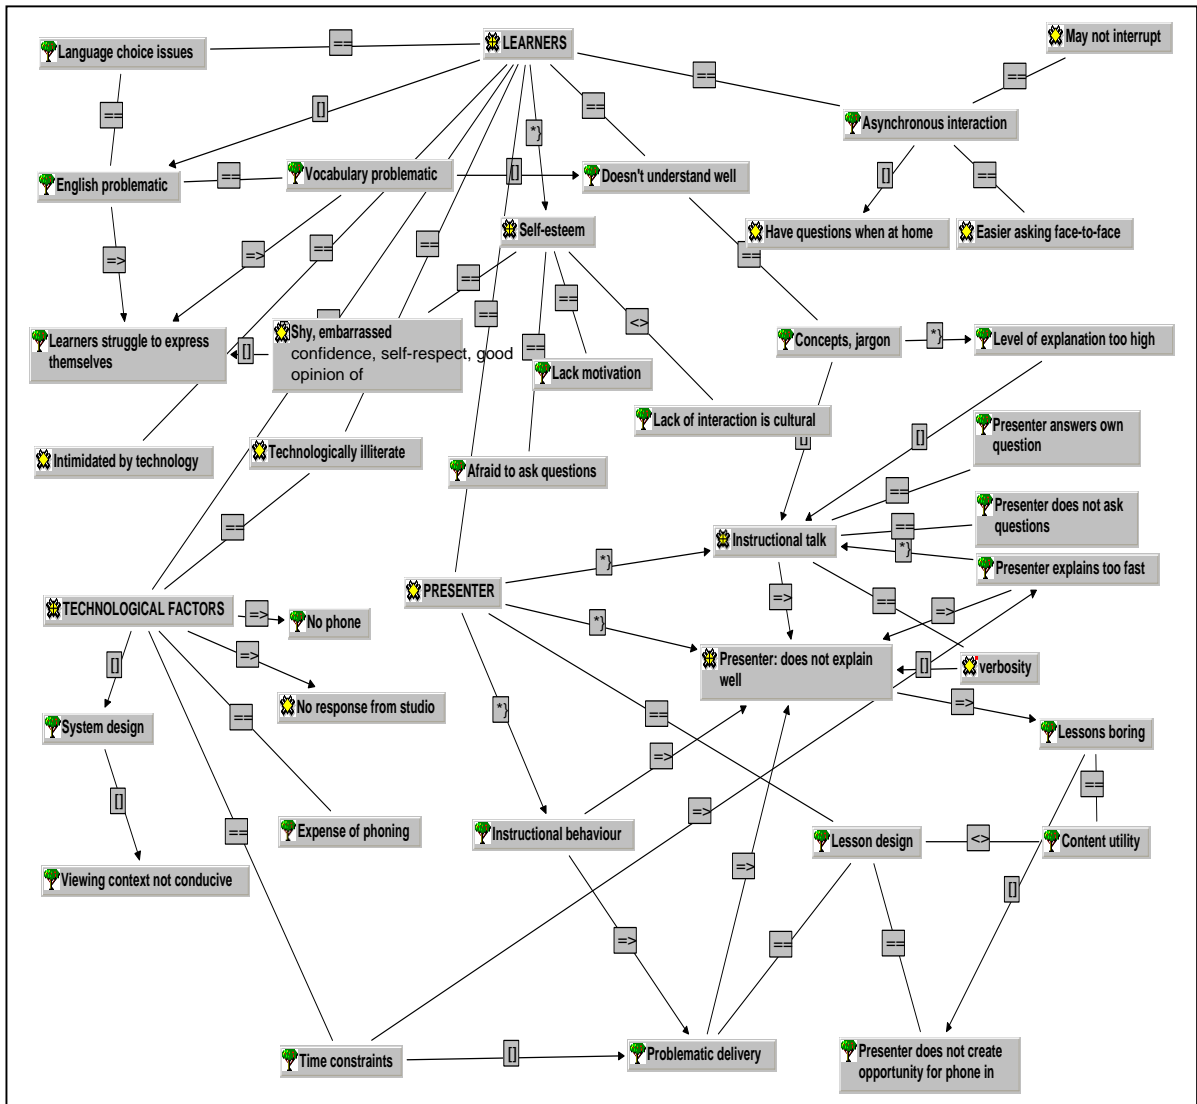 May not interrupt
Language choice issues
==
LEARNERS
==
==
==
[]
==
==
*}
Asynchronous interaction
English problematic
==
Vocabulary problematic
[]
Doesn't understand well
[]
==
Self-esteem
Have questions when at home
Easier asking face-to-face
=>
=>
==
==
==
==
==
==
<>
Learners struggle to express
themselves
[]
Shy, embarrassed
confidence, self-respect, good
opinion of
==
Lack motivation
Concepts, jargon
*}
Level of explanation too high
Lack of interaction is cultural
[]
[]
Presenter answers own
question
Intimidated by technology
Technologically illiterate
Afraid to ask questions
==
==
Presenter does not ask
questions
==
*}
Instructional talk
Presenter explains too fast
*}
PRESENTER
=>
==
=>
TECHNOLOGICAL FACTORS
=>
No phone
*}
[]
=>
Presenter: does not explain
well
[]
verbosity
No response from studio
System design
==
*}
==
=>
Lessons boring
=>
==
[]
=>
Expense of phoning
Instructional behaviour
Lesson design
<>
Content utility
==
=>
[]
Viewing context not conducive
=>
==
==
Time constraints
[]
Problematic delivery
Presenter does not create
opportunity for phone in